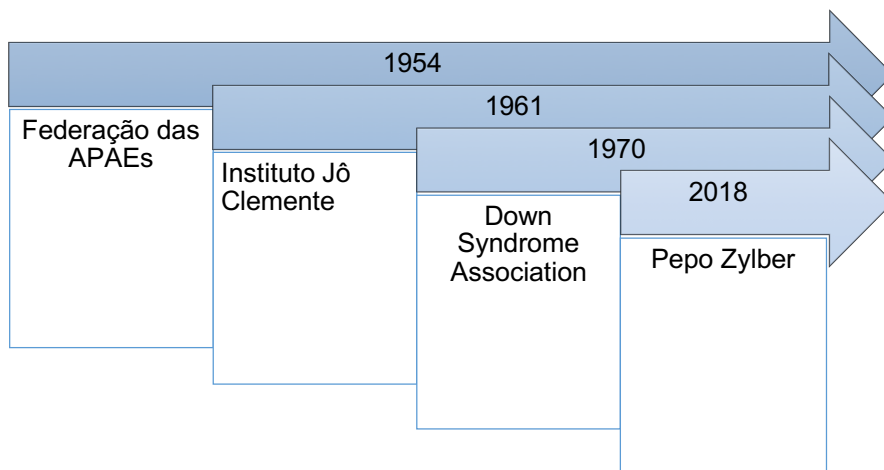 1954
Federação das
APAEs
1961
Instituto Jô
Clemente
1970
Down
Syndrome
Association
2018
Pepo Zylber